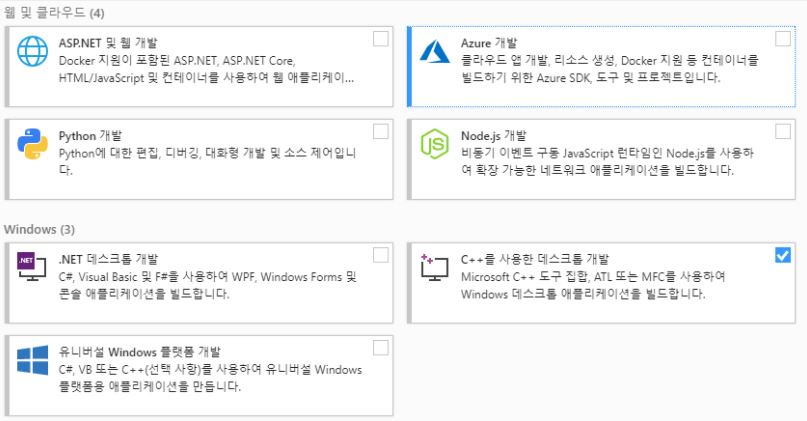 웹 및 클라우드 (4)
ASP.NET 및 웹 개발
Docker 지원이 포함된 ASP.NET, ASP.NET Core,
HTML/JavaScript 및 컨테이너를 사용하여 웹 애플리케이...
Azure 개발
클라우드 앱 개발, 리소스 생성, Docker 지원 등 컨테이너를
빌드하기 위한 Azure SDK, 도구 및 프로젝트입니다.
Python 개발
Python에 대한 편집, 디버깅, 대화형 개발 및 소스 제어입니
다.
JS
Node.js 개발
비동기 이벤트 구동 JavaScript 런타임인 Node.js를 사용하
여 확장 가능한 네트워크 애플리케이션을 빌드합니다.
Windows (3)
.NET
.NET 데스크톱 개발
C#, Visual Basic 및 F#을 사용하여 WPF, Windows Forms 및
콘솔 애플리케이션을 빌드합니다.
C++를 사용한 데스크톱 개발
Microsoft C++ 도구 집합, ATL 또는 MFC를 사용하여
Windows 데스크톱 애플리케이션을 빌드합니다.
유니버설 Windows 플랫폼 개발
C#, VB 또는 C++(선택 사항)를 사용하여 유니버설 Windows
플랫폼용 애플리케이션을 만듭니다.